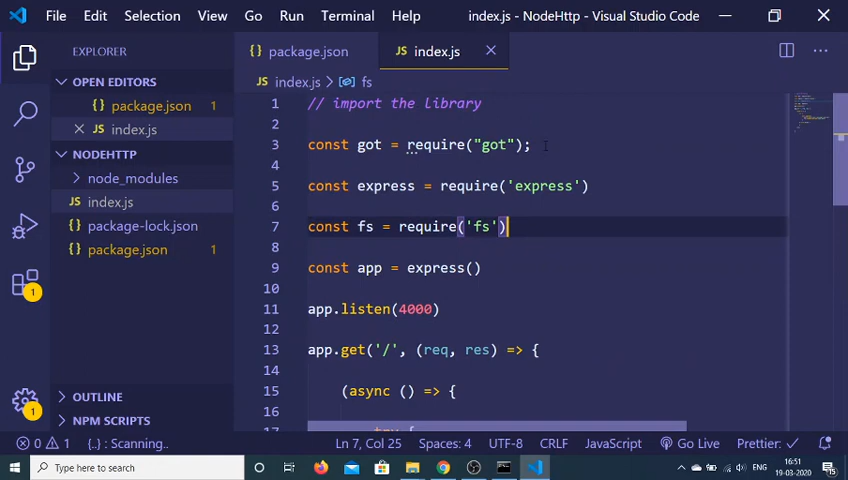 File Edit Selection View Go Run Terminal Help index.js - NodeHttp - Visual Studio Code
EXPLORER
{} package.json
JS index.js
JS index.js > fs
OPEN EDITORS
{} package.json 1
JS index.js
NODEHTTP
node_modules
JS index.js
{} package-lock.json
{} package.json 1
OUTLINE
NPM SCRIPTS
1
1
1 // import the library
2
3 const got = require("got");
4
5 const express = require('express')
6
7 const fs = require('fs')
8
9 const app = express()
10
11 app.listen(4000)
12
13 app.get('/', (req, res) => {
14
15 (async () => {
16
17 try {
0 1 {..} : Scanning.. Ln 7, Col 25 Spaces: 4 UTF-8 CRLF JavaScript Go Live Prettier: ✓
Type here to search
ENG
16:51
19-03-2020
15